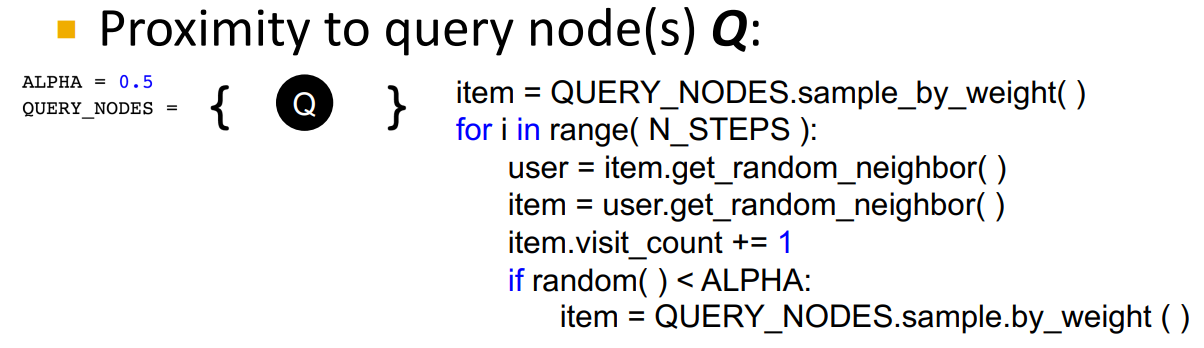 Proximity to query node(s) Q:
ALPHA = 0.5
QUERY_NODES = { Q }
item = QUERY_NODES.sample_by_weight( )
for i in range( N_STEPS ):
user = item.get_random_neighbor( )
item = user.get_random_neighbor( )
item.visit_count += 1
if random( ) < ALPHA:
item = QUERY_NODES.sample.by_weight ( )